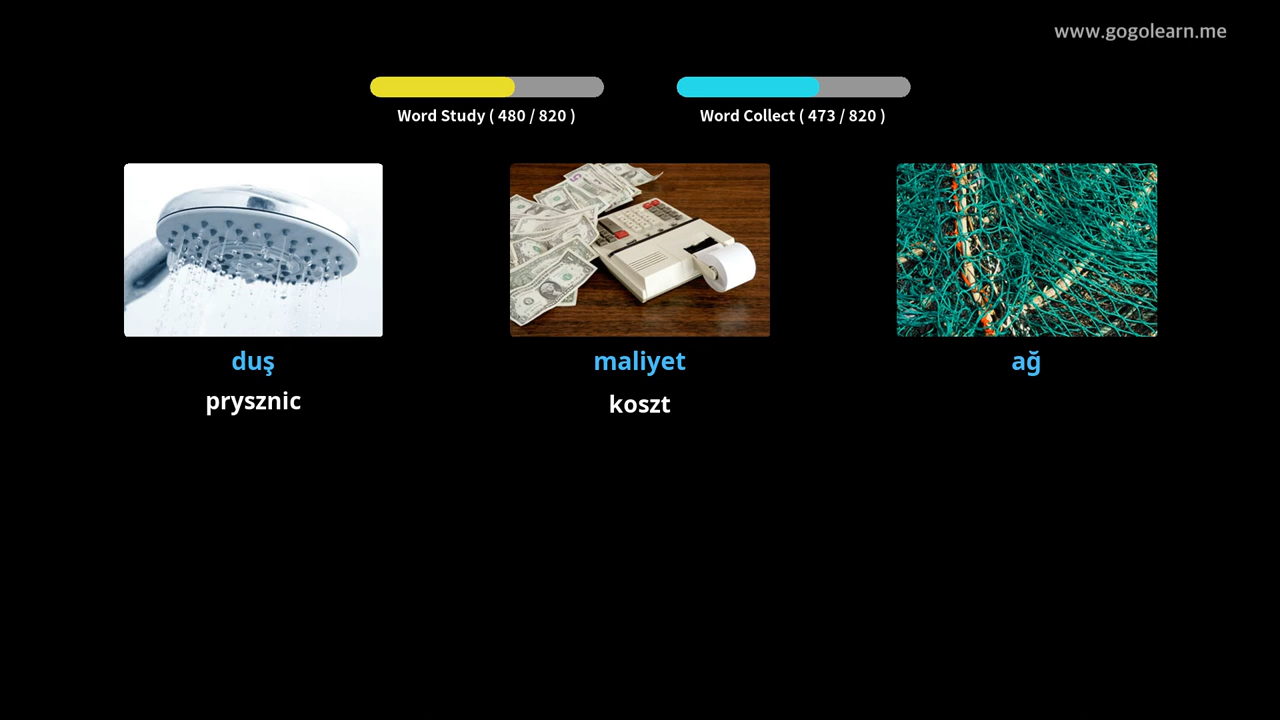 www.gogolearn.me
Word Study ( 480 / 820 )
Word Collect ( 473 / 820 )
duş
maliyet
ağ
prysznic
koszt